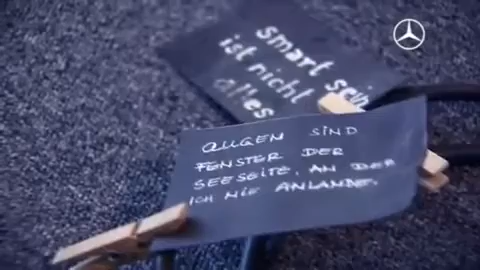 smart sein
ist nicht
alles
AUGEN SIND
FENSTER DER
SEESEITE, AN DER
ICH NIE ANLANDE.